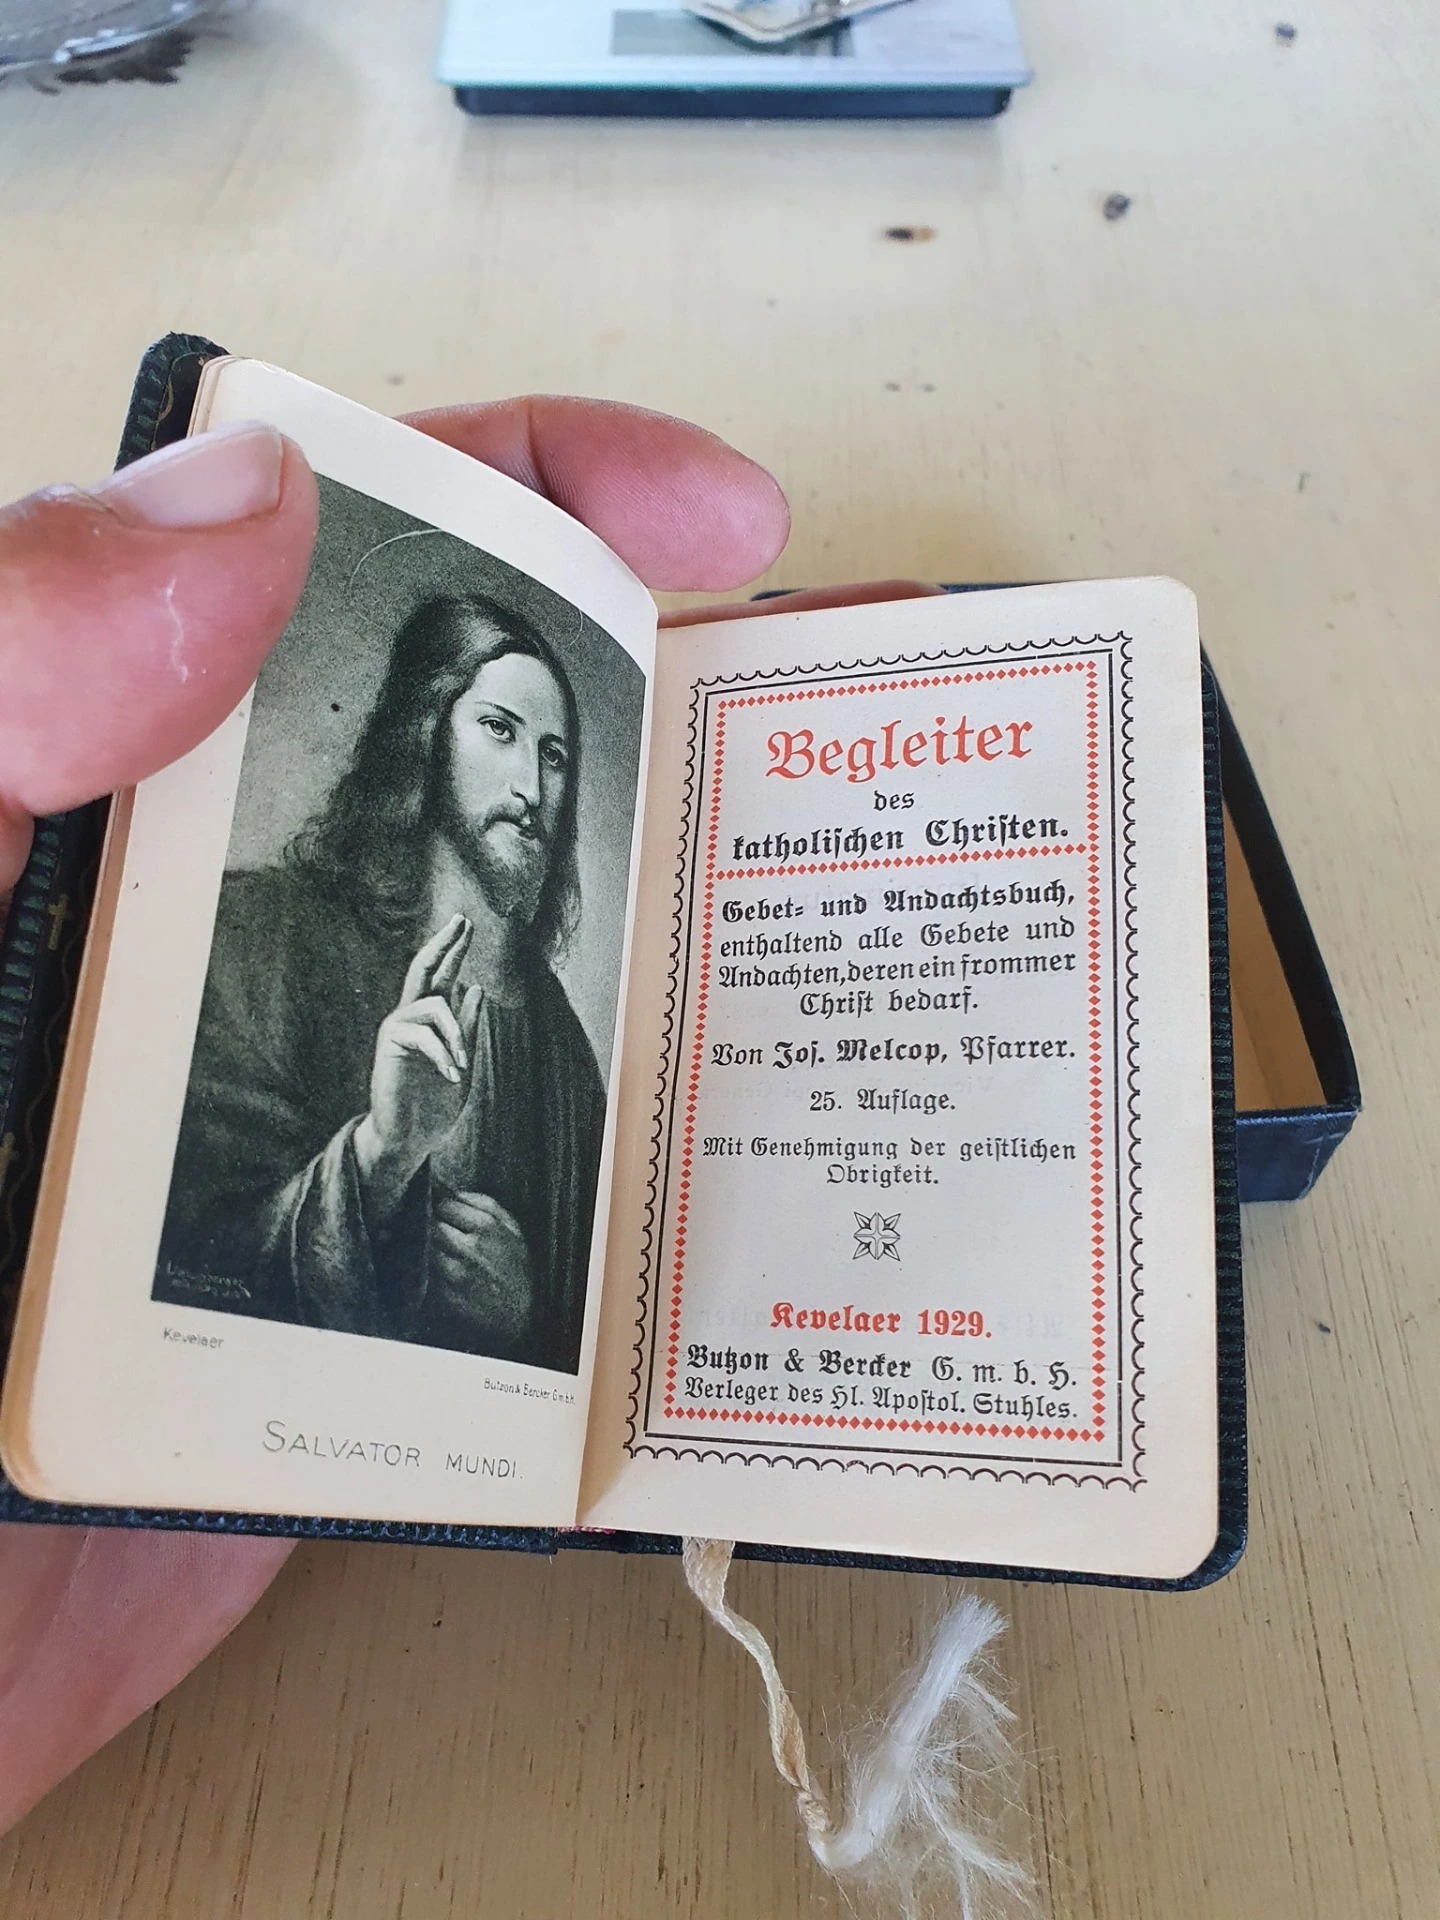 Kevelaer
Butzon & Bercker G.m.b.H.
SALVATOR MUNDI.
Begleiter
des
katholischen Christen.
Gebet= und Andachtsbuch,
enthaltend alle Gebete und
Andachten, deren ein frommer
Christ bedarf.
Von Jos. Melcop, Pfarrer.
25. Auflage.
Mit Genehmigung der geistlichen
Obrigkeit.
Kevelaer 1929.
Butzon & Bercker G. m. b. H.
Verleger des Hl. Apostol. Stuhles.